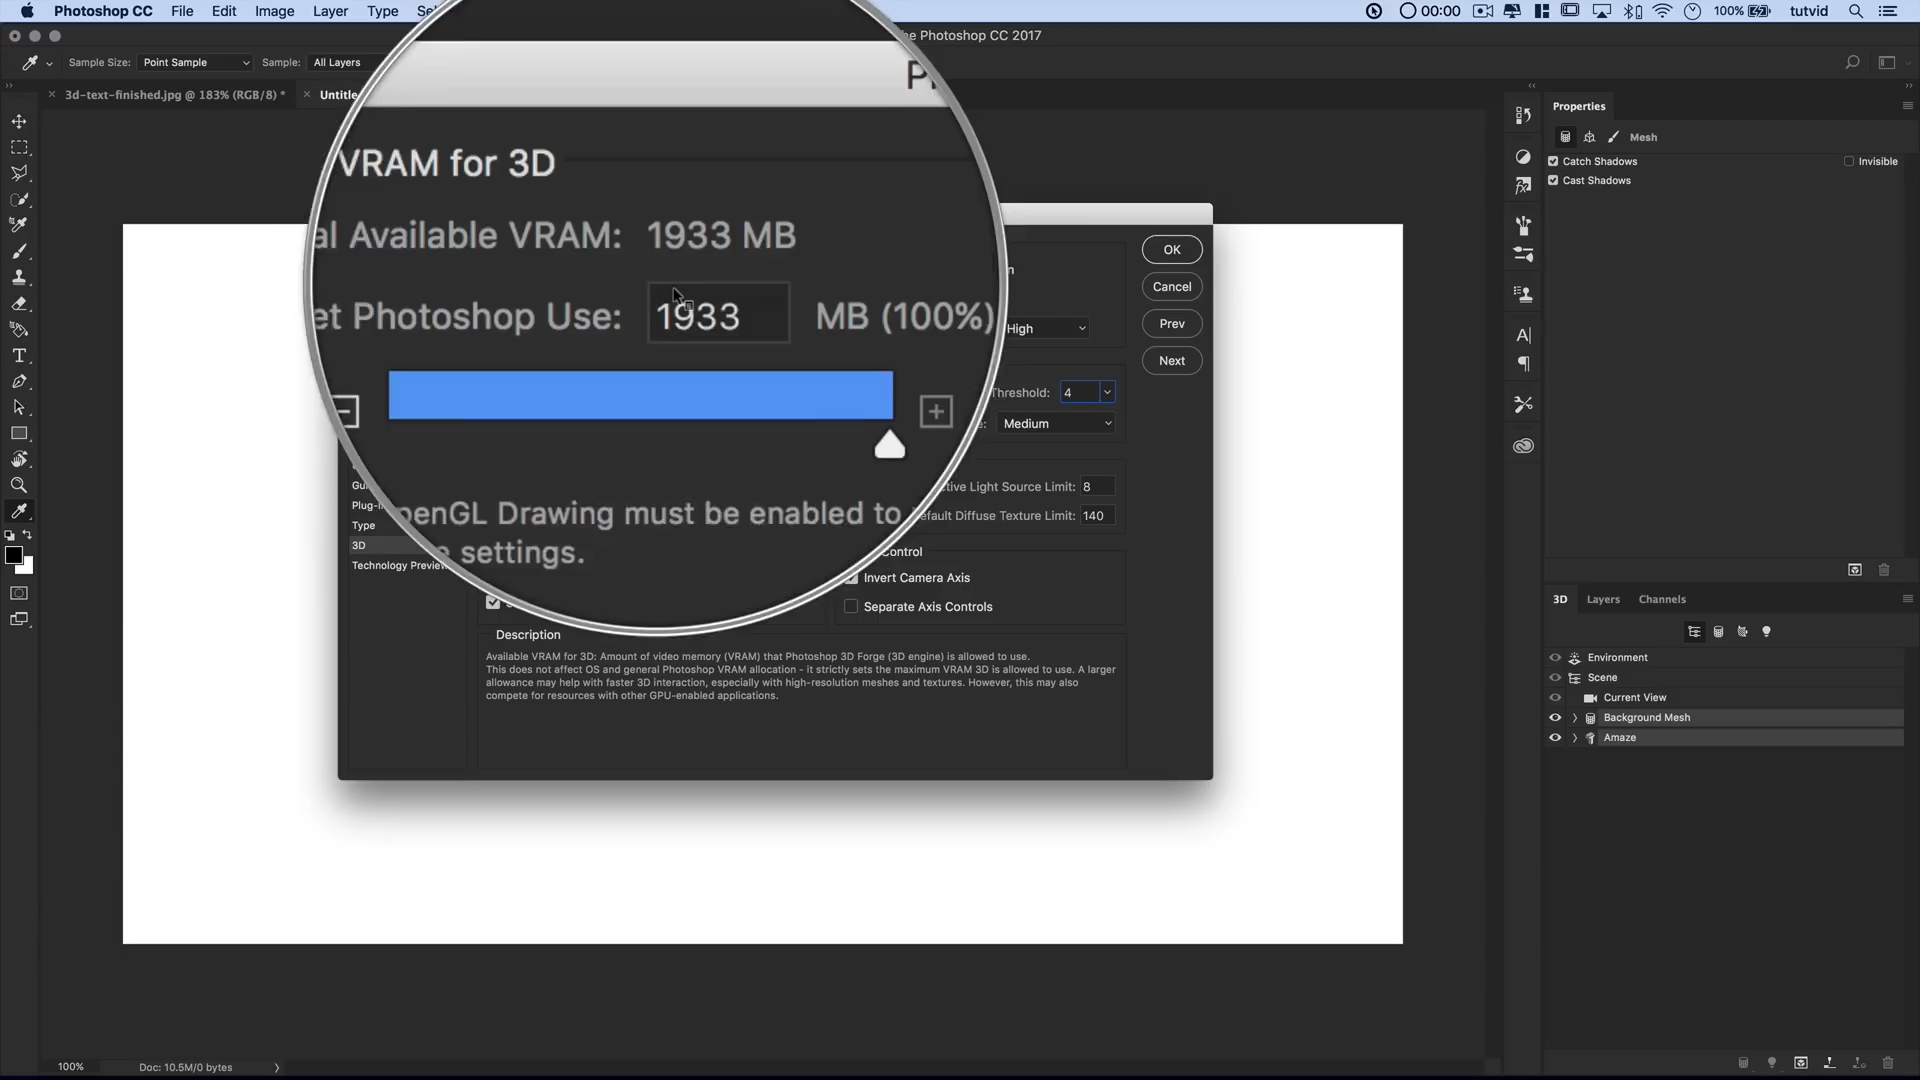 Photoshop CC File Edit Image Layer Type 00:00 100% tutvid
he Photoshop CC 2017
Sample Size: Point Sample Sample: All Layers
3d-text-finished.jpg @ 183% (RGB/8) * Untitle
Properties
Mesh
Catch Shadows Invisible
Cast Shadows
VRAM for 3D
al Available VRAM: 1933 MB
et Photoshop Use: 1933 MB (100%)
penGL Drawing must be enabled to
settings.
OK
Cancel
Prev
Next
High
Threshold: 4
Medium
ctive Light Source Limit: 8
efault Diffuse Texture Limit: 140
Control
Invert Camera Axis
Separate Axis Controls
Type
3D
Technology Preview
Description
Available VRAM for 3D: Amount of video memory (VRAM) that Photoshop 3D Forge (3D engine) is allowed to use.
This does not affect OS and general Photoshop VRAM allocation - it strictly sets the maximum VRAM 3D is allowed to use. A larger
allowance may help with faster 3D interaction, especially with high-resolution meshes and textures. However, this may also
compete for resources with other GPU-enabled applications.
3D Layers Channels
Environment
Scene
Current View
Background Mesh
Amaze
100% Doc: 10.5M/0 bytes